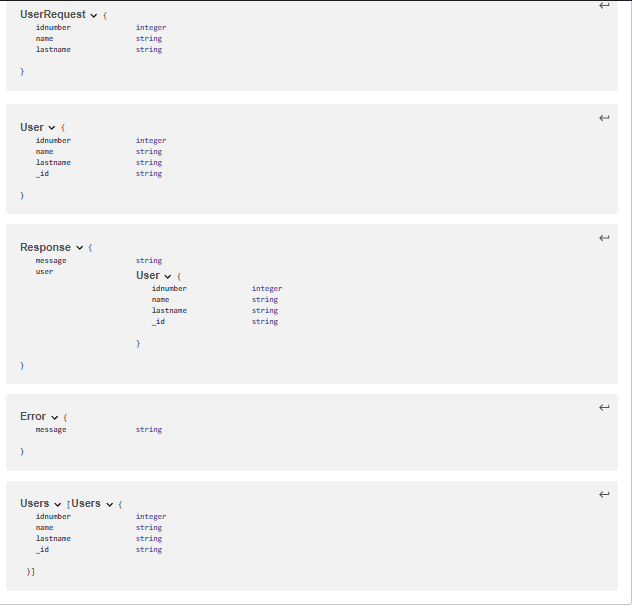 UserRequest {
idnumber integer
name string
lastname string
}
User {
idnumber integer
name string
lastname string
_id string
}
Response {
message string
user User {
idnumber integer
name string
lastname string
_id string
}
}
Error {
message string
}
Users [Users {
idnumber integer
name string
lastname string
_id string
}]